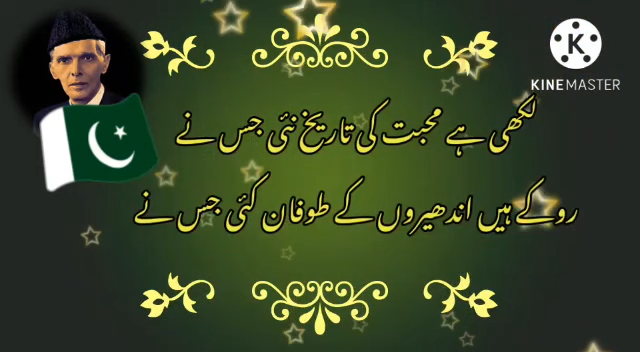 KINEMASTER
لکھی ہے محبت کی تاریخ نئی جس نے
روکے ہیں اندھیروں کے طوفان کئی جس نے